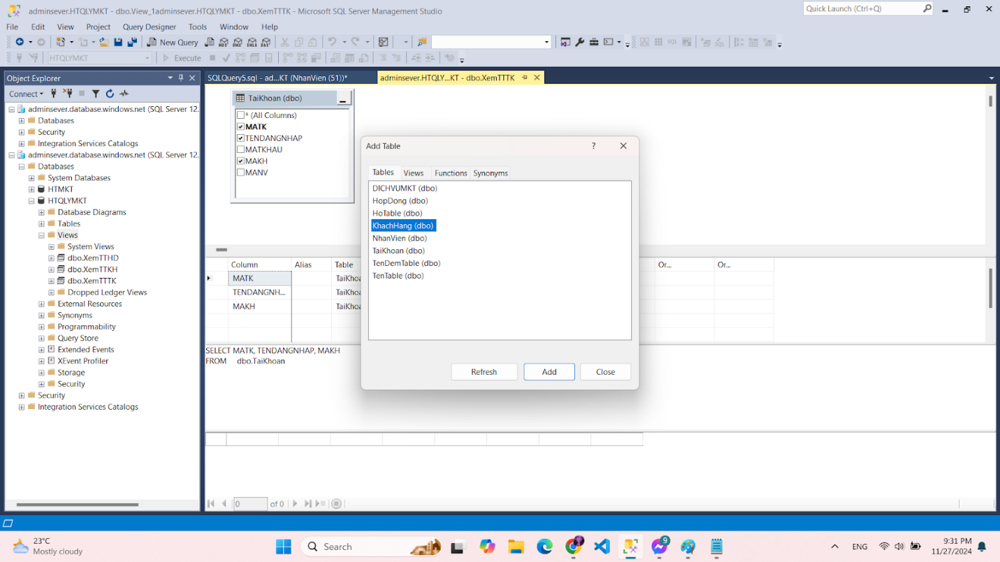 adminsever.HTQLYMKT - dbo.View_1adminsever.HTQLYMKT - dbo.XemTTTK - Microsoft SQL Server Management Studio
Quick Launch (Ctrl+Q)
File Edit View Project Query Designer Tools Window Help
New Query
MDX DMX XMLA DAX
SQL
HTQLYMKT
Execute
Object Explorer
SQLQuery5.sql - ad...KT (NhanVien (51))*
adminsever.HTQLY...KT - dbo.XemTTTK
Connect
adminsever.database.windows.net (SQL Server 12.
Databases
Security
Integration Services Catalogs
adminsever.database.windows.net (SQL Server 12.
Databases
System Databases
HTMKT
HTQLYMKT
Database Diagrams
Tables
Views
System Views
dbo.XemTTHD
dbo.XemTTKH
dbo.XemTTTK
Dropped Ledger Views
External Resources
Synonyms
Programmability
Query Store
Extended Events
XEvent Profiler
Storage
Security
Security
Integration Services Catalogs
TaiKhoan (dbo)
* (All Columns)
MATK
TENDANGNHAP
MATKHAU
MAKH
MANV
Add Table
?
Tables Views Functions Synonyms
DICHVUMKT (dbo)
HopDong (dbo)
HoTable (dbo)
KhachHang (dbo)
NhanVien (dbo)
TaiKhoan (dbo)
TenDemTable (dbo)
TenTable (dbo)
Refresh Add Close
Column Alias Table Or... Or...
MATK TaiKhoa
TENDANGNH... TaiKhoa
MAKH TaiKhoa
SELECT MATK, TENDANGNHAP, MAKH
FROM dbo.TaiKhoan
0 of 0
23°C
Mostly cloudy
Search
9
ENG
9:31 PM
11/27/2024